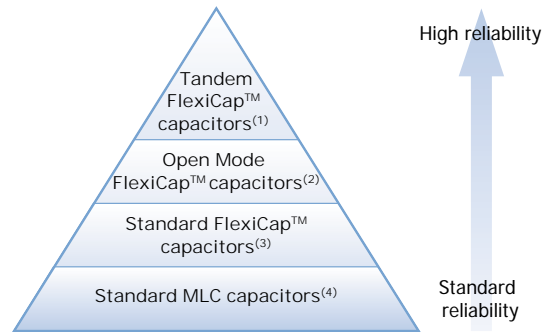 High reliability
Tandem
FlexiCap™
capacitors(1)
Open Mode
FlexiCap™ capacitors(2)
Standard FlexiCap™
capacitors(3)
Standard MLC capacitors(4)
Standard
reliability